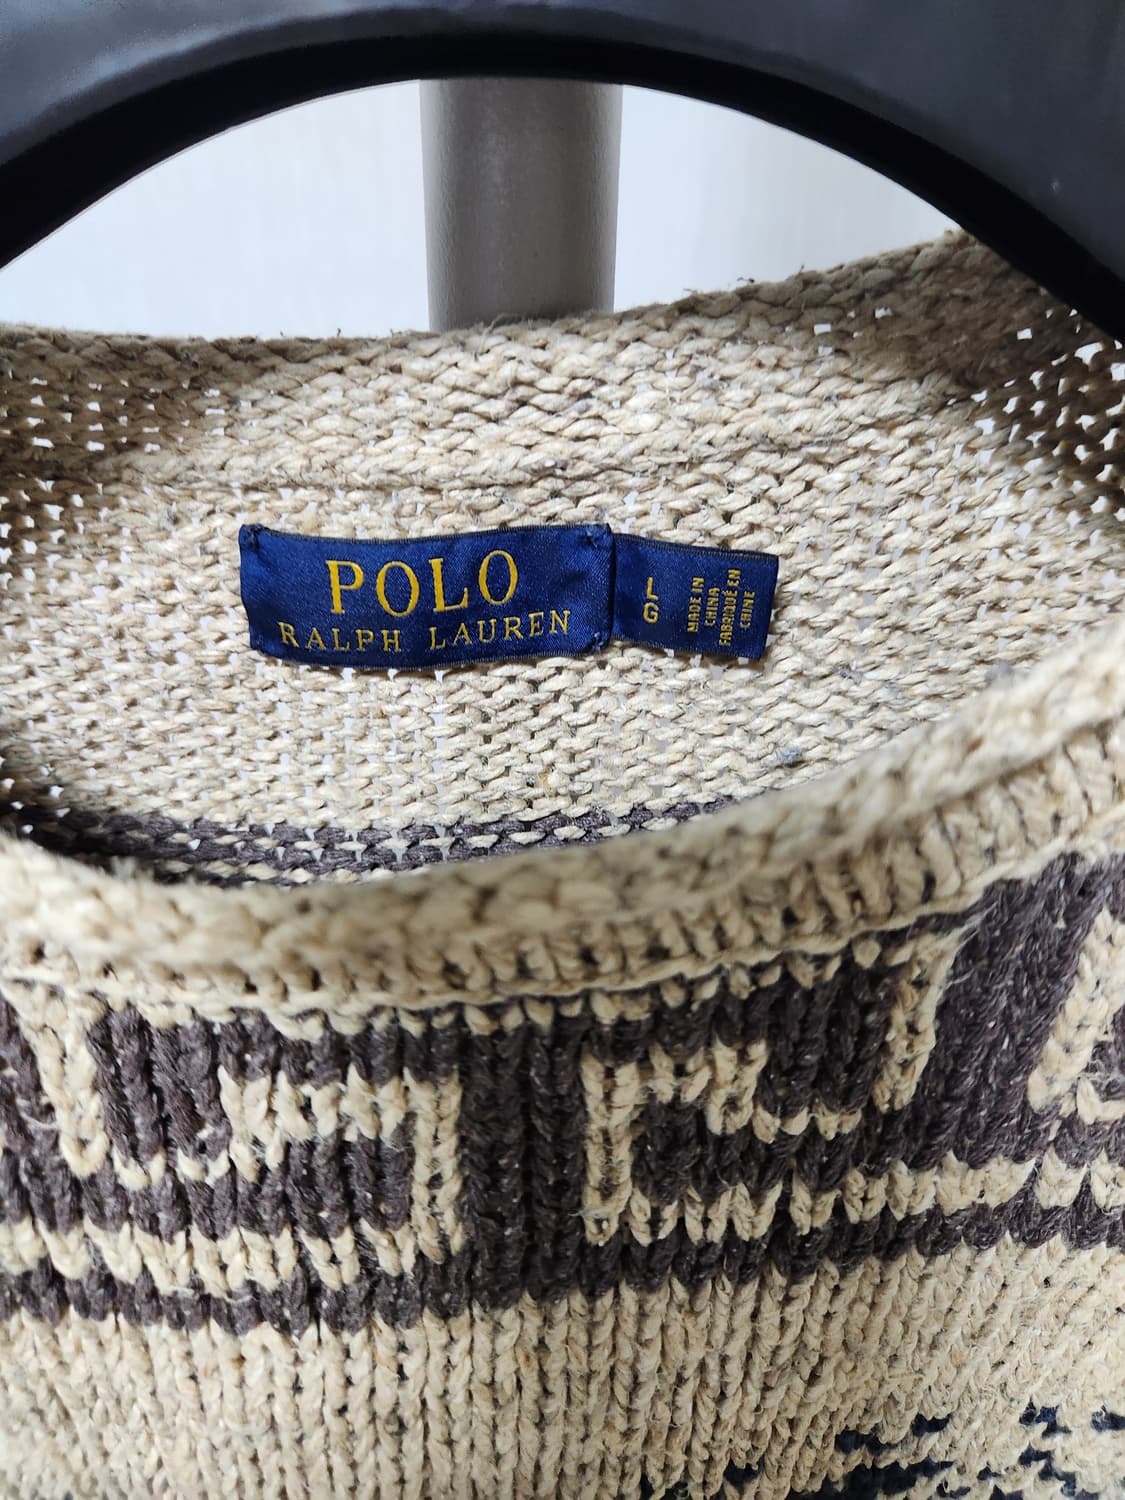 POLO
RALPH LAUREN
L
G
MADE IN
CHINA
FABRIQUÉ EN
CHINE